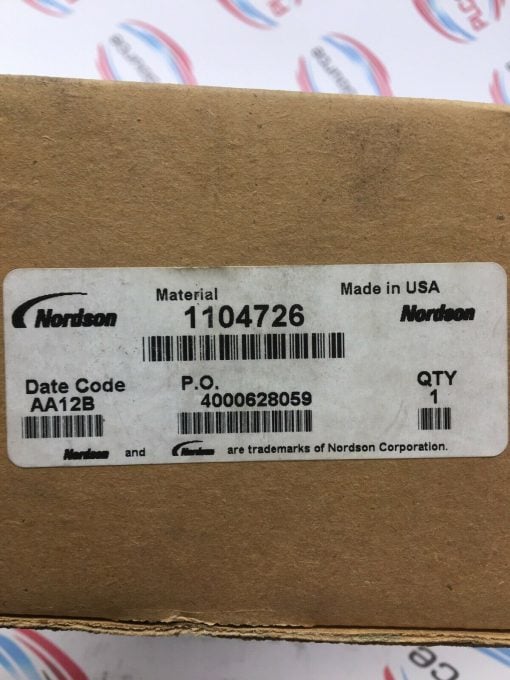 Material
Made in USA
Nordson
1104726
Nordson
Date Code
P.O.
QTY
AA12B
4000628059
1
Nordson and Nordson are trademarks of Nordson Corporation.